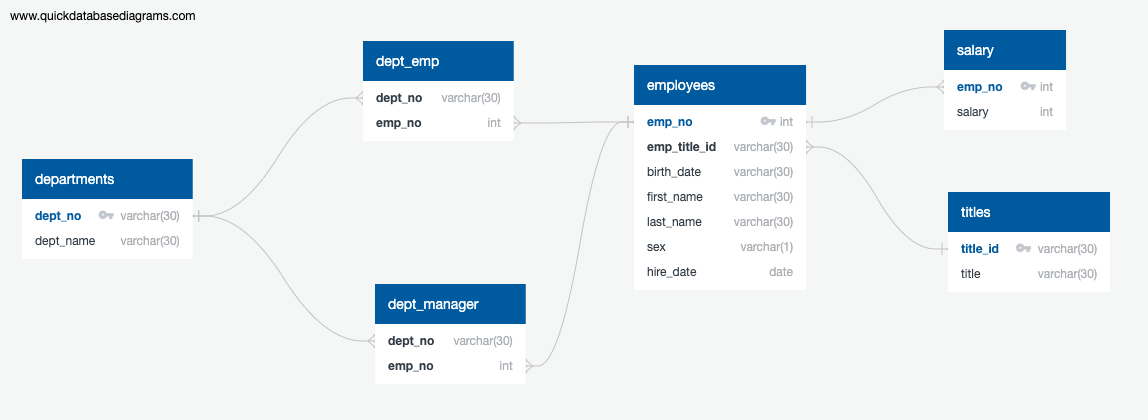 www.quickdatabasediagrams.com
dept_emp
dept_no varchar(30)
emp_no int
departments
dept_no varchar(30)
dept_name varchar(30)
dept_manager
dept_no varchar(30)
emp_no int
employees
emp_no int
emp_title_id varchar(30)
birth_date varchar(30)
first_name varchar(30)
last_name varchar(30)
sex varchar(1)
hire_date date
salary
emp_no int
salary int
titles
title_id varchar(30)
title varchar(30)